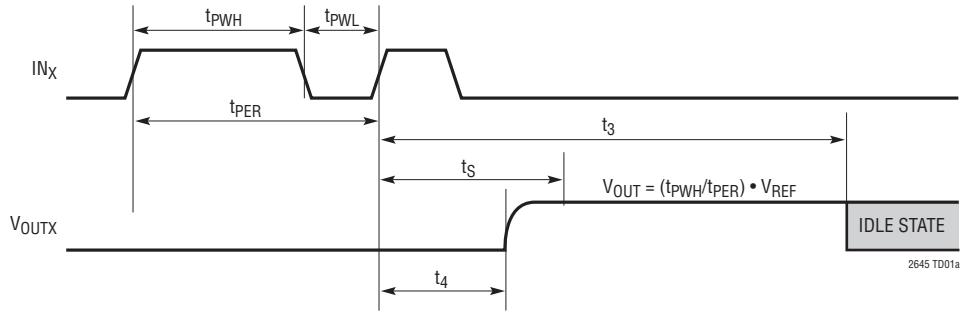 tPWH
tPWL
INX
tPER
t3
tS
VOUT = (tPWH/tPER) • VREF
VOUTX
IDLE STATE
2645 TD01a
t4